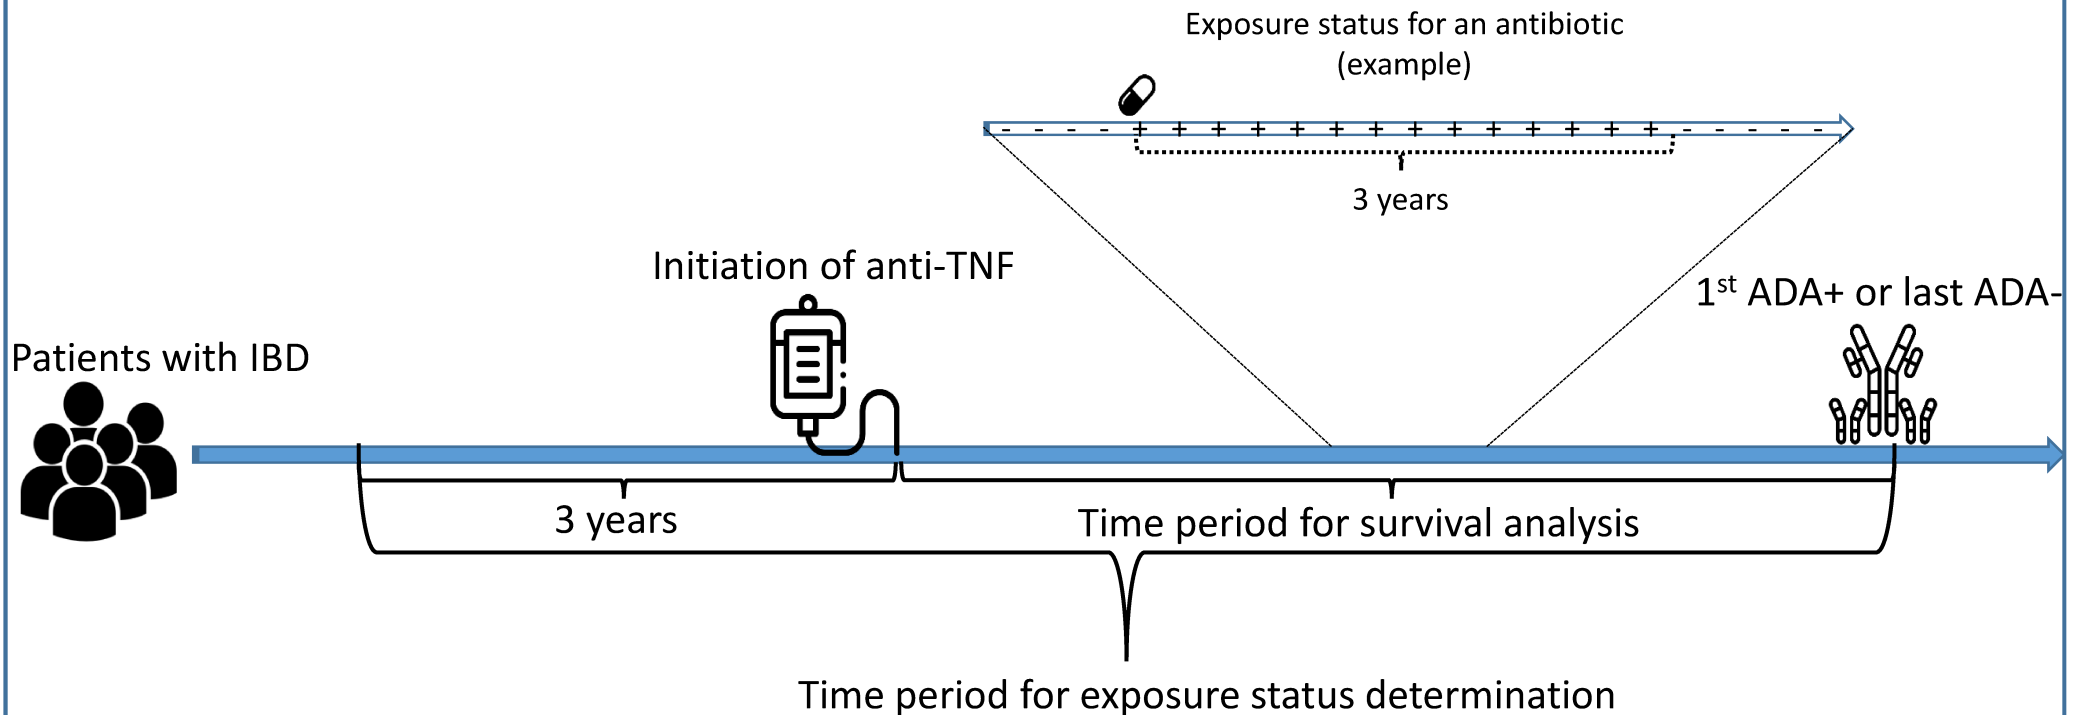 Exposure status for an antibiotic
(example)
- - - - + + + + + + + + + + + + + + - - - - -
3 years
Initiation of anti-TNF
1st ADA+ or last ADA-
Patients with IBD
3 years
Time period for survival analysis
Time period for exposure status determination